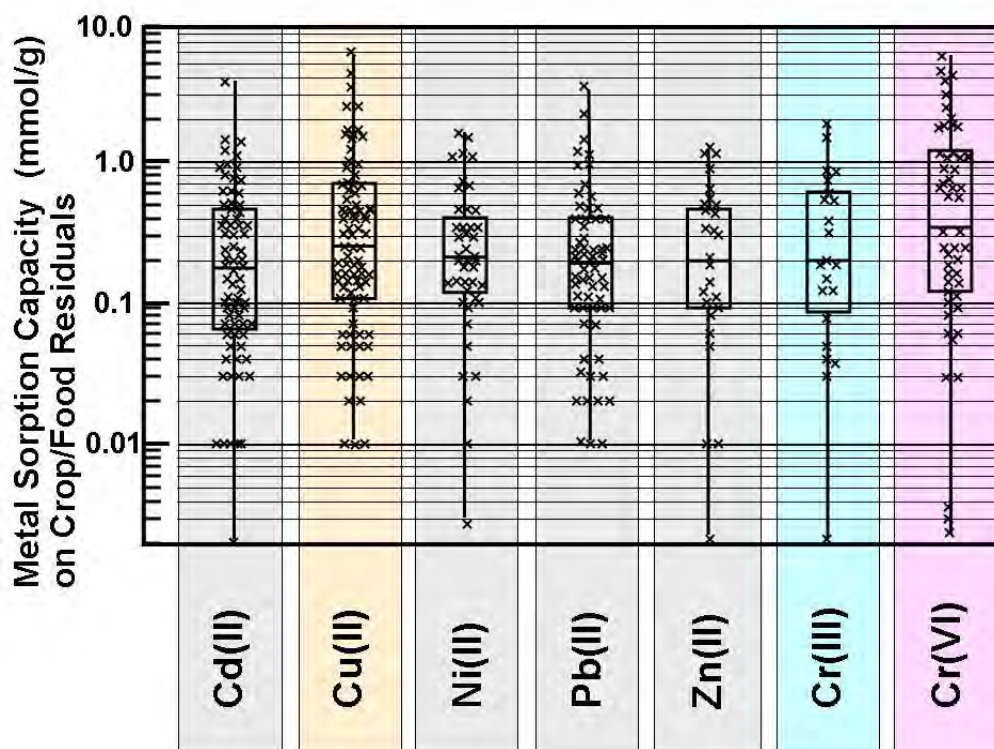 Metal Sorption Capacity (mmol/g)
on Crop/Food Residuals
10.0
1.0
0.1
0.01
Cd(II)
Cu(II)
Ni(II)
Pb(II)
Zn(II)
Cr(III)
Cr(VI)